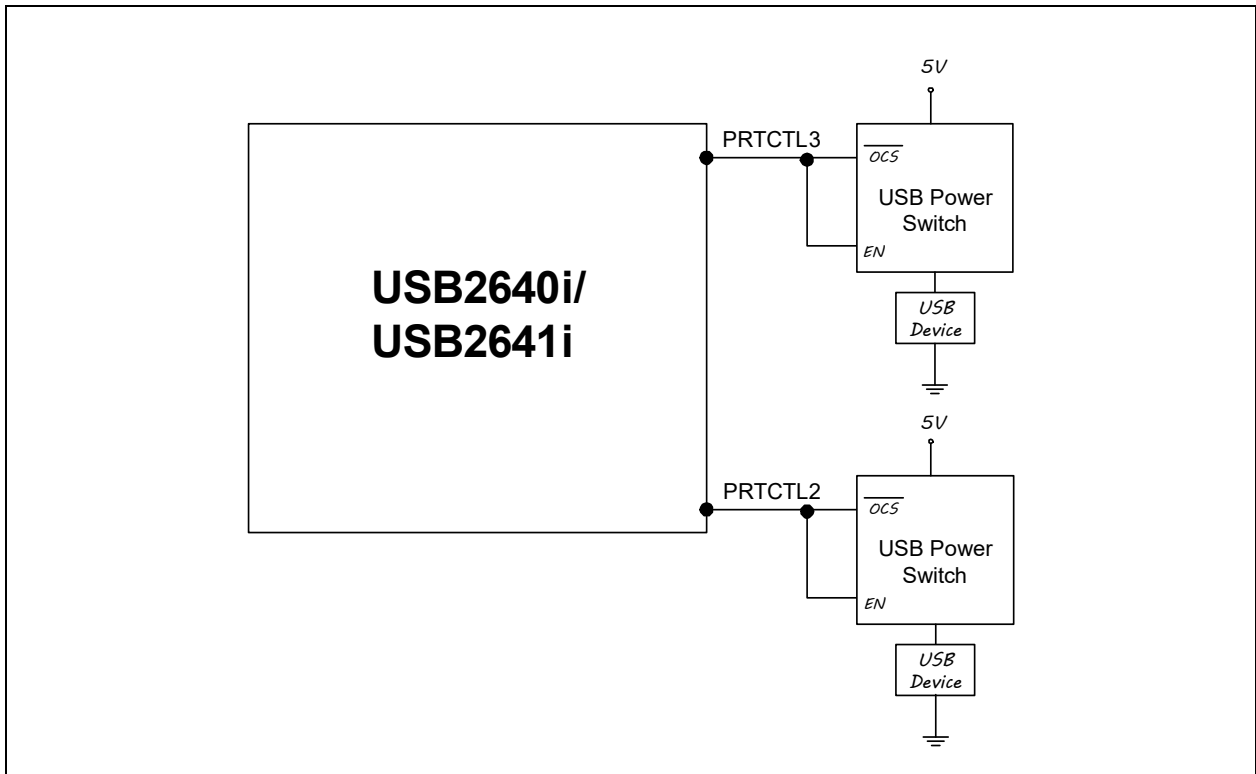 5V
PRTCTL3
OCS
USB Power
Switch
EN
USB2640i/
USB2641i
USB
Device
5V
PRTCTL2
OCS
USB Power
Switch
EN
USB
Device